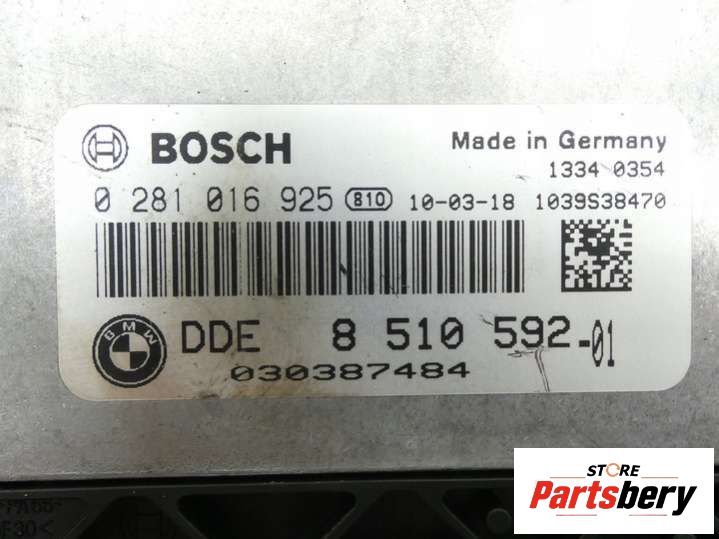 BOSCH
Made in Germany
1334 0354
0 281 016 925 810 10-03-18 1039S38470
BMW DDE 8 510 592-01
030387484
STORE
Partsbery